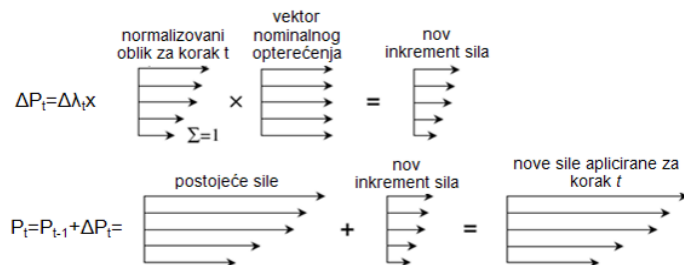 normalizovani
oblik za korak t
vektor
nominalnog
opterećenja
nov
inkrement sila
ΔPₜ=Δλₜx
×
=
Σ=1
postojeće sile
nov
inkrement sila
nove sile aplicirane za
korak t
Pₜ=Pₜ₋₁+ΔPₜ=
+
=